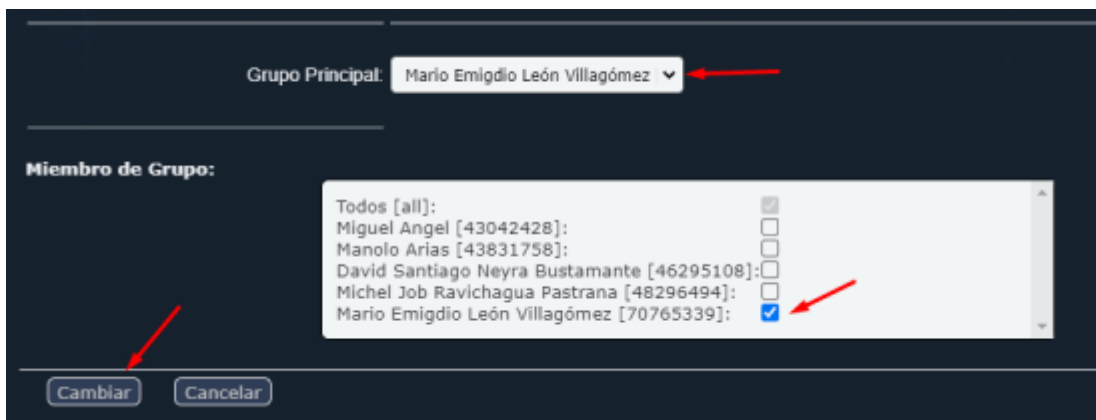 Grupo Principal: Mario Emigdio León Villagómez
Miembro de Grupo:
Todos [all]:
Miguel Angel [43042428]:
Manolo Arias [43831758]:
David Santiago Neyra Bustamante [46295108]:
Michel Job Ravichagua Pastrana [48296494]:
Mario Emigdio León Villagómez [70765339]:
Cambiar Cancelar